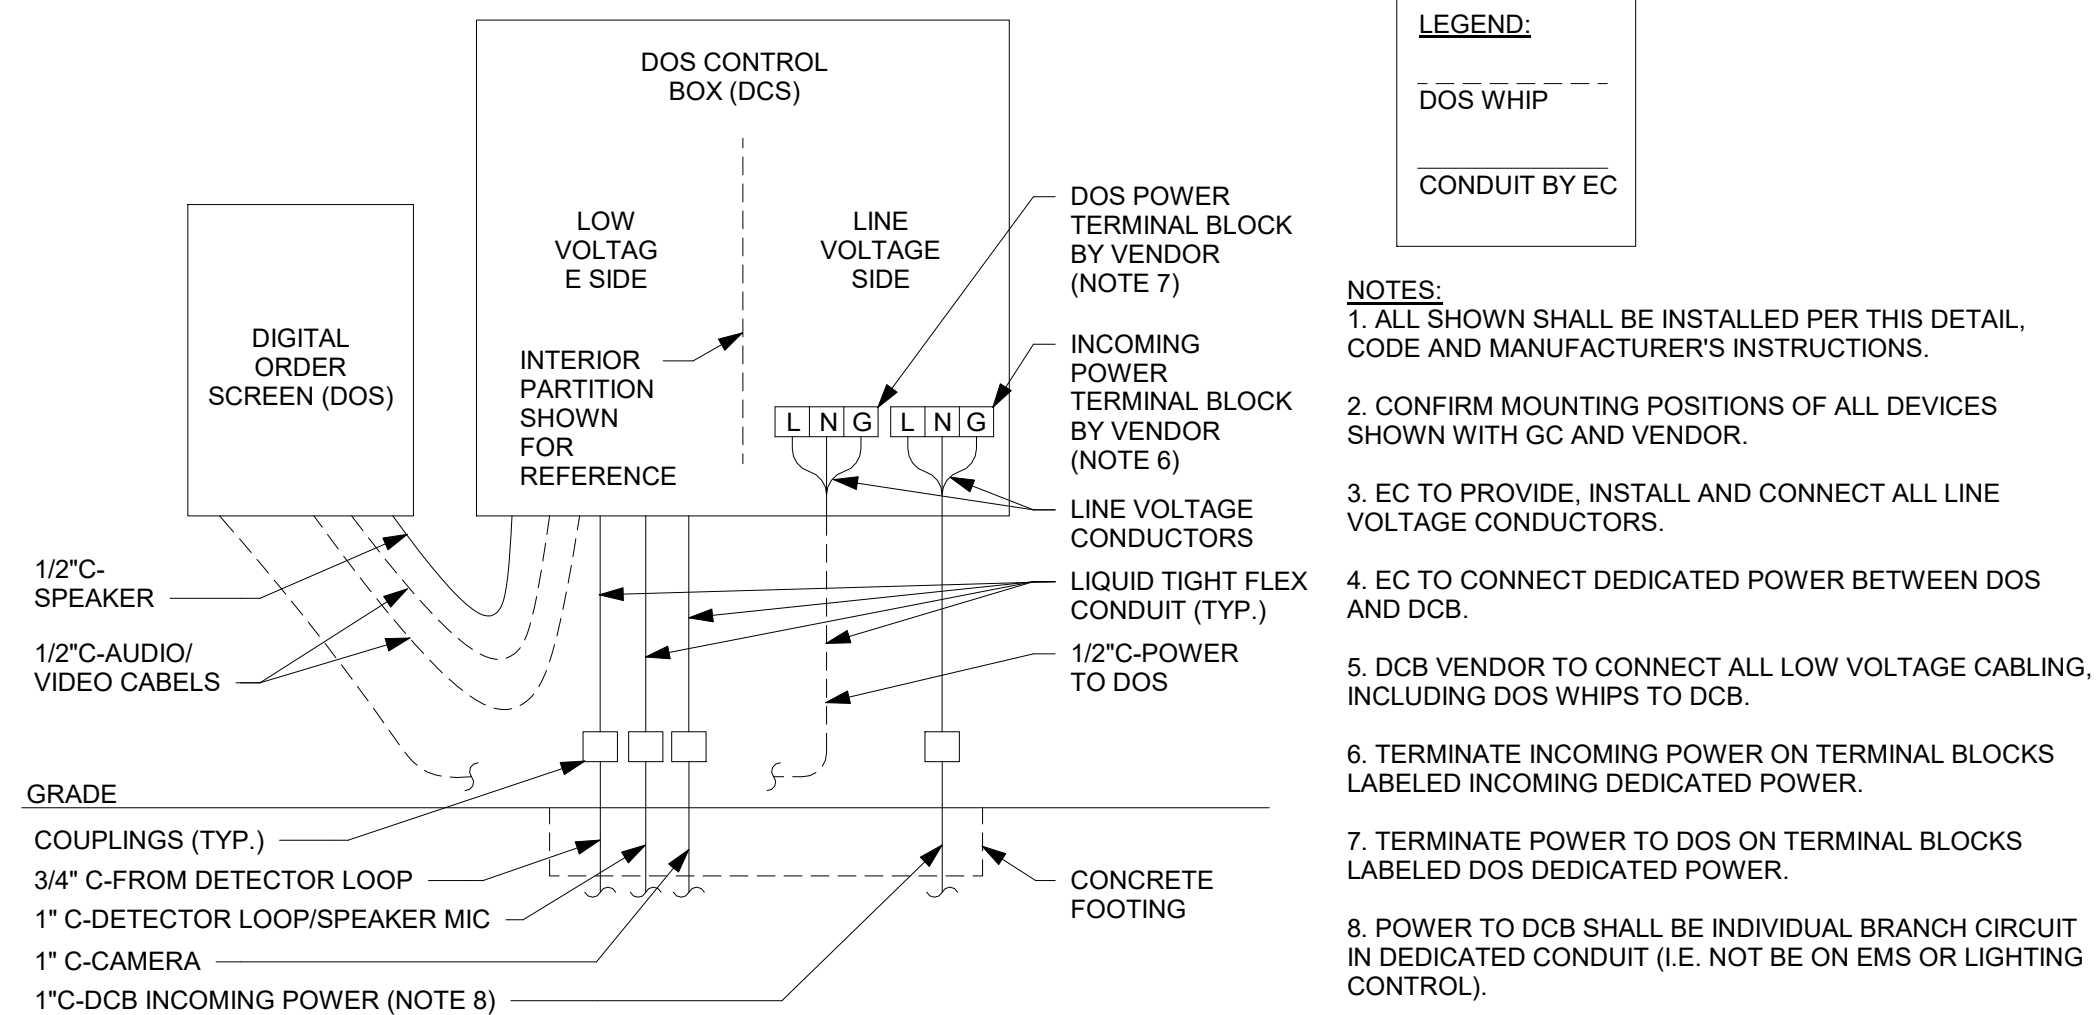 DOS CONTROL
BOX (DCS)
LOW
VOLTAG
E SIDE
LINE
VOLTAGE
SIDE
DIGITAL
ORDER
SCREEN (DOS)
INTERIOR
PARTITION
SHOWN
FOR
REFERENCE
L N G
L N G
DOS POWER
TERMINAL BLOCK
BY VENDOR
(NOTE 7)
INCOMING
POWER
TERMINAL BLOCK
BY VENDOR
(NOTE 6)
LINE VOLTAGE
CONDUCTORS
LIQUID TIGHT FLEX
CONDUIT (TYP.)
1/2"C-POWER
TO DOS
1/2"C-
SPEAKER
1/2"C-AUDIO/
VIDEO CABELS
GRADE
COUPLINGS (TYP.)
3/4" C-FROM DETECTOR LOOP
1" C-DETECTOR LOOP/SPEAKER MIC
1" C-CAMERA
1"C-DCB INCOMING POWER (NOTE 8)
CONCRETE
FOOTING
LEGEND:
DOS WHIP
CONDUIT BY EC
NOTES:
1. ALL SHOWN SHALL BE INSTALLED PER THIS DETAIL,
CODE AND MANUFACTURER'S INSTRUCTIONS.
2. CONFIRM MOUNTING POSITIONS OF ALL DEVICES
SHOWN WITH GC AND VENDOR.
3. EC TO PROVIDE, INSTALL AND CONNECT ALL LINE
VOLTAGE CONDUCTORS.
4. EC TO CONNECT DEDICATED POWER BETWEEN DOS
AND DCB.
5. DCB VENDOR TO CONNECT ALL LOW VOLTAGE CABLING,
INCLUDING DOS WHIPS TO DCB.
6. TERMINATE INCOMING POWER ON TERMINAL BLOCKS
LABELED INCOMING DEDICATED POWER.
7. TERMINATE POWER TO DOS ON TERMINAL BLOCKS
LABELED DOS DEDICATED POWER.
8. POWER TO DCB SHALL BE INDIVIDUAL BRANCH CIRCUIT
IN DEDICATED CONDUIT (I.E. NOT BE ON EMS OR LIGHTING
CONTROL).